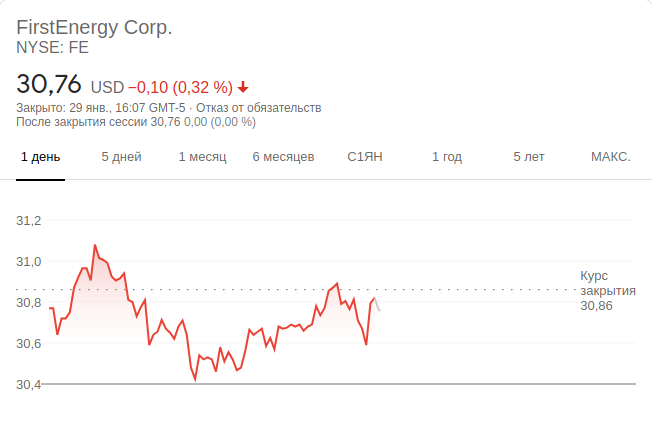 FirstEnergy Corp.
NYSE: FE
30,76 USD −0,10 (0,32 %)
Закрыто: 29 янв., 16:07 GMT-5 · Отказ от обязательств
После закрытия сессии 30,76 0,00 (0,00 %)
1 день 5 дней 1 месяц 6 месяцев С1ЯН 1 год 5 лет МАКС.
31,2
31,0
30,8
30,6
30,4
Курс
закрытия
30,86